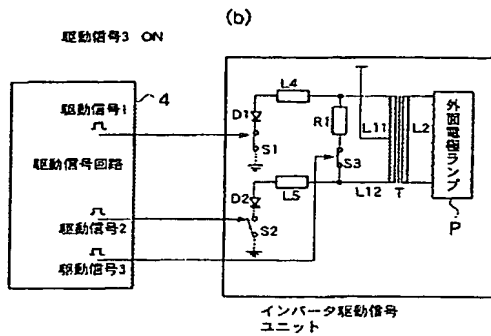 (b)
駆動信号3 ON
4
駆動信号1
駆動信号回路
駆動信号2
駆動信号3
D1
L4
S1
R1
S3
L11
L2
D2
L5
S2
L12
T
外面電極ランプ
P
インバータ駆動信号
ユニット